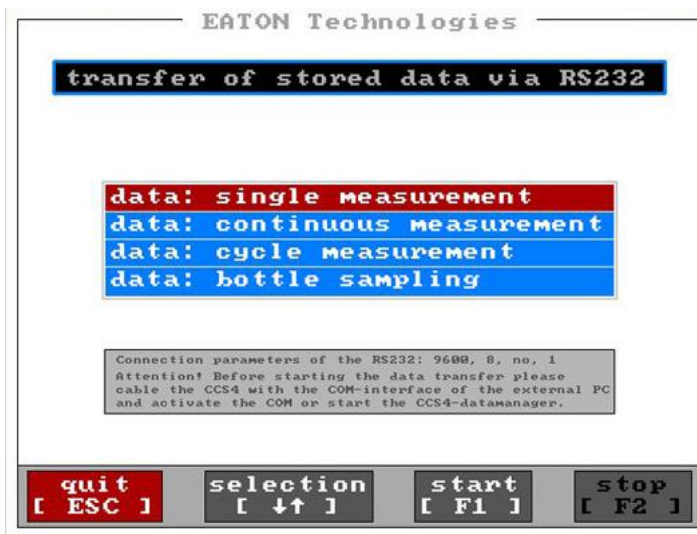 EATON Technologies
transfer of stored data via RS232
data: single measurement
data: continuous measurement
data: cycle measurement
data: bottle sampling
Connection parameters of the RS232: 9600, 8, no, 1
Attention! Before starting the data transfer please
cable the CCS4 with the COM-interface of the external PC
and activate the COM or start the CCS4-datamanager.
quit selection start stop
[ ESC ] [ ↓↑ ] [ F1 ] [ F2 ]